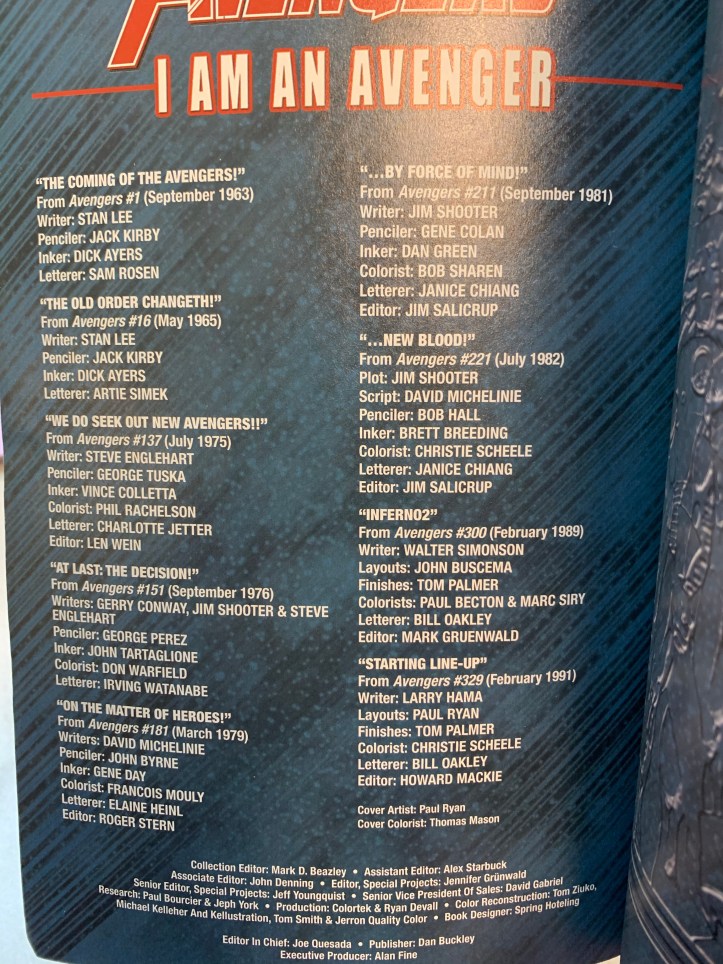 AVENGERS
I AM AN AVENGER
“THE COMING OF THE AVENGERS!”
From Avengers #1 (September 1963)
Writer: STAN LEE
Penciler: JACK KIRBY
Inker: DICK AYERS
Letterer: SAM ROSEN
“THE OLD ORDER CHANGETH!”
From Avengers #16 (May 1965)
Writer: STAN LEE
Penciler: JACK KIRBY
Inker: DICK AYERS
Letterer: ARTIE SIMEK
“WE DO SEEK OUT NEW AVENGERS!!”
From Avengers #137 (July 1975)
Writer: STEVE ENGLEHART
Penciler: GEORGE TUSKA
Inker: VINCE COLLETTA
Colorist: PHIL RACHELSON
Letterer: CHARLOTTE JETTER
Editor: LEN WEIN
“AT LAST: THE DECISION!”
From Avengers #151 (September 1976)
Writers: GERRY CONWAY, JIM SHOOTER & STEVE
ENGLEHART
Penciler: GEORGE PEREZ
Inker: JOHN TARTAGLIONE
Colorist: DON WARFIELD
Letterer: IRVING WATANABE
“ON THE MATTER OF HEROES!”
From Avengers #181 (March 1979)
Writers: DAVID MICHELINIE
Penciler: JOHN BYRNE
Inker: GENE DAY
Colorist: FRANCOIS MOULY
Letterer: ELAINE HEINL
Editor: ROGER STERN
“...BY FORCE OF MIND!”
From Avengers #211 (September 1981)
Writer: JIM SHOOTER
Penciler: GENE COLAN
Inker: DAN GREEN
Colorist: BOB SHAREN
Letterer: JANICE CHIANG
Editor: JIM SALICRUP
“...NEW BLOOD!”
From Avengers #221 (July 1982)
Plot: JIM SHOOTER
Script: DAVID MICHELINIE
Penciler: BOB HALL
Inker: BRETT BREEDING
Colorist: CHRISTIE SCHEELE
Letterer: JANICE CHIANG
Editor: JIM SALICRUP
“INFERNO2”
From Avengers #300 (February 1989)
Writer: WALTER SIMONSON
Layouts: JOHN BUSCEMA
Finishes: TOM PALMER
Colorists: PAUL BECTON & MARC SIRY
Letterer: BILL OAKLEY
Editor: MARK GRUENWALD
“STARTING LINE-UP”
From Avengers #329 (February 1991)
Writer: LARRY HAMA
Layouts: PAUL RYAN
Finishes: TOM PALMER
Colorist: CHRISTIE SCHEELE
Letterer: BILL OAKLEY
Editor: HOWARD MACKIE
Cover Artist: Paul Ryan
Cover Colorist: Thomas Mason
Collection Editor: Mark D. Beazley • Assistant Editor: Alex Starbuck
Associate Editor: John Denning • Editor, Special Projects: Jennifer Grünwald
Senior Editor, Special Projects: Jeff Youngquist • Senior Vice President Of Sales: David Gabriel
Research: Paul Bourcier & Jeph York • Production: Colortek & Ryan Devall • Color Reconstruction: Tom Ziuko,
Michael Kelleher And Kellustration, Tom Smith & Jerron Quality Color • Book Designer: Spring Hoteling
Editor In Chief: Joe Quesada • Publisher: Dan Buckley
Executive Producer: Alan Fine